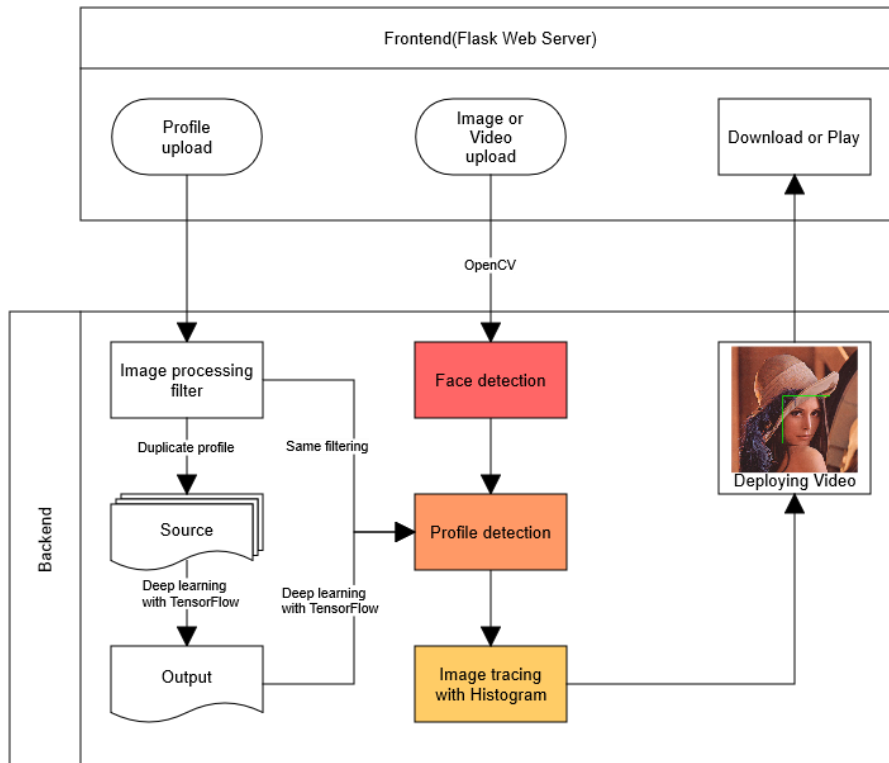 Frontend(Flask Web Server)
Profile
upload
Image or
Video
upload
Download or Play
OpenCV
Backend
Image processing
filter
Face detection
Duplicate profile
Same filtering
Deploying Video
Source
Profile detection
Deep learning
with TensorFlow
Deep learning
with TensorFlow
Output
Image tracing
with Histogram